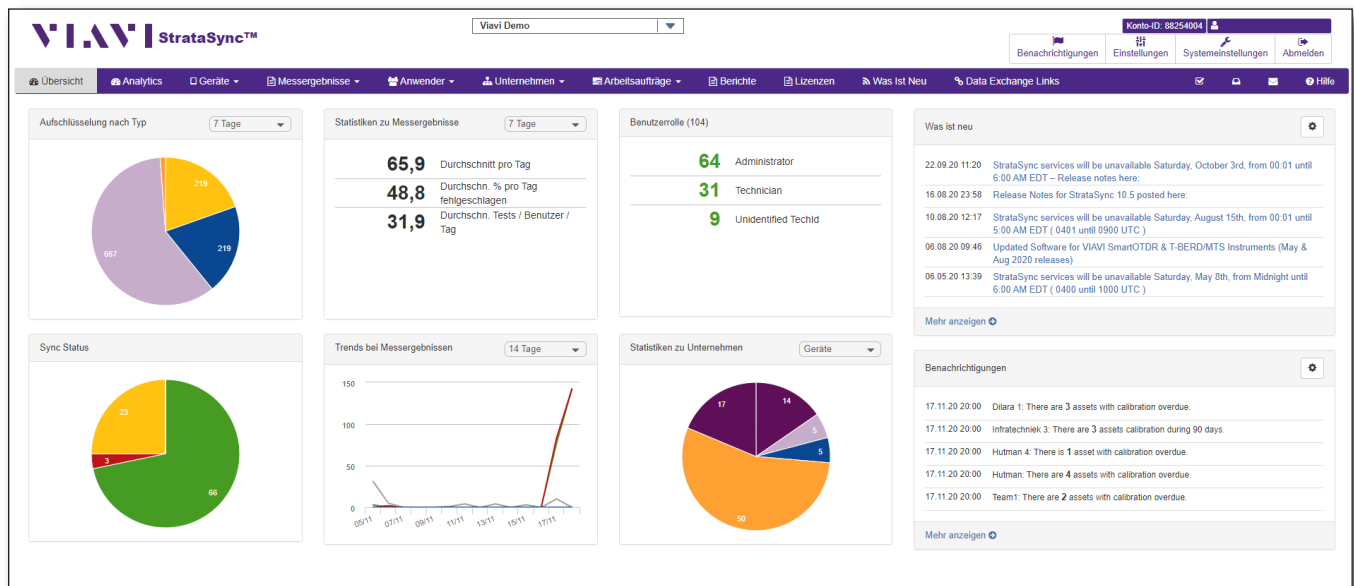 VIAVI StrataSync™
Viavi Demo
Konto-ID: 88254004
Benachrichtigungen
Einstellungen
Systemeinstellungen
Abmelden
Übersicht
Analytics
Geräte
Messergebnisse
Anwender
Unternehmen
Arbeitsaufträge
Berichte
Lizenzen
Was Ist Neu
Data Exchange Links
Hilfe
Aufschlüsselung nach Typ
7 Tage
219
219
667
Statistiken zu Messergebnisse
7 Tage
65,9 Durchschnitt pro Tag
48,8 Durchschn. % pro Tag
fehlgeschlagen
31,9 Durchschn. Tests / Benutzer /
Tag
Benutzerrolle (104)
64 Administrator
31 Technician
9 Unidentified TechId
Was ist neu
22.09.20 11:20 StrataSync services will be unavailable Saturday, October 3rd, from 00:01 until
6:00 AM EDT – Release notes here:
16.08.20 23:58 Release Notes for StrataSync 10.5 posted here:
10.08.20 12:17 StrataSync services will be unavailable Saturday, August 15th, from 00:01 until
5:00 AM EDT ( 0401 until 0900 UTC )
06.08.20 09:46 Updated Software for VIAVI SmartOTDR & T-BERD/MTS Instruments (May &
Aug 2020 releases)
06.05.20 13:39 StrataSync services will be unavailable Saturday, May 8th, from Midnight until
6:00 AM EDT ( 0400 until 1000 UTC )
Mehr anzeigen
Sync Status
23
3
66
Trends bei Messergebnissen
14 Tage
150
100
50
0
05/11 07/11 09/11 11/11 13/11 15/11 17/11
Statistiken zu Unternehmen
Geräte
17
14
5
5
50
Benachrichtigungen
17.11.20 20:00 Dilara 1: There are 3 assets with calibration overdue.
17.11.20 20:00 Infratechniek 3: There are 3 assets calibration during 90 days.
17.11.20 20:00 Hutman 4: There is 1 asset with calibration overdue.
17.11.20 20:00 Hutman: There are 4 assets with calibration overdue.
17.11.20 20:00 Team1: There are 2 assets with calibration overdue.
Mehr anzeigen